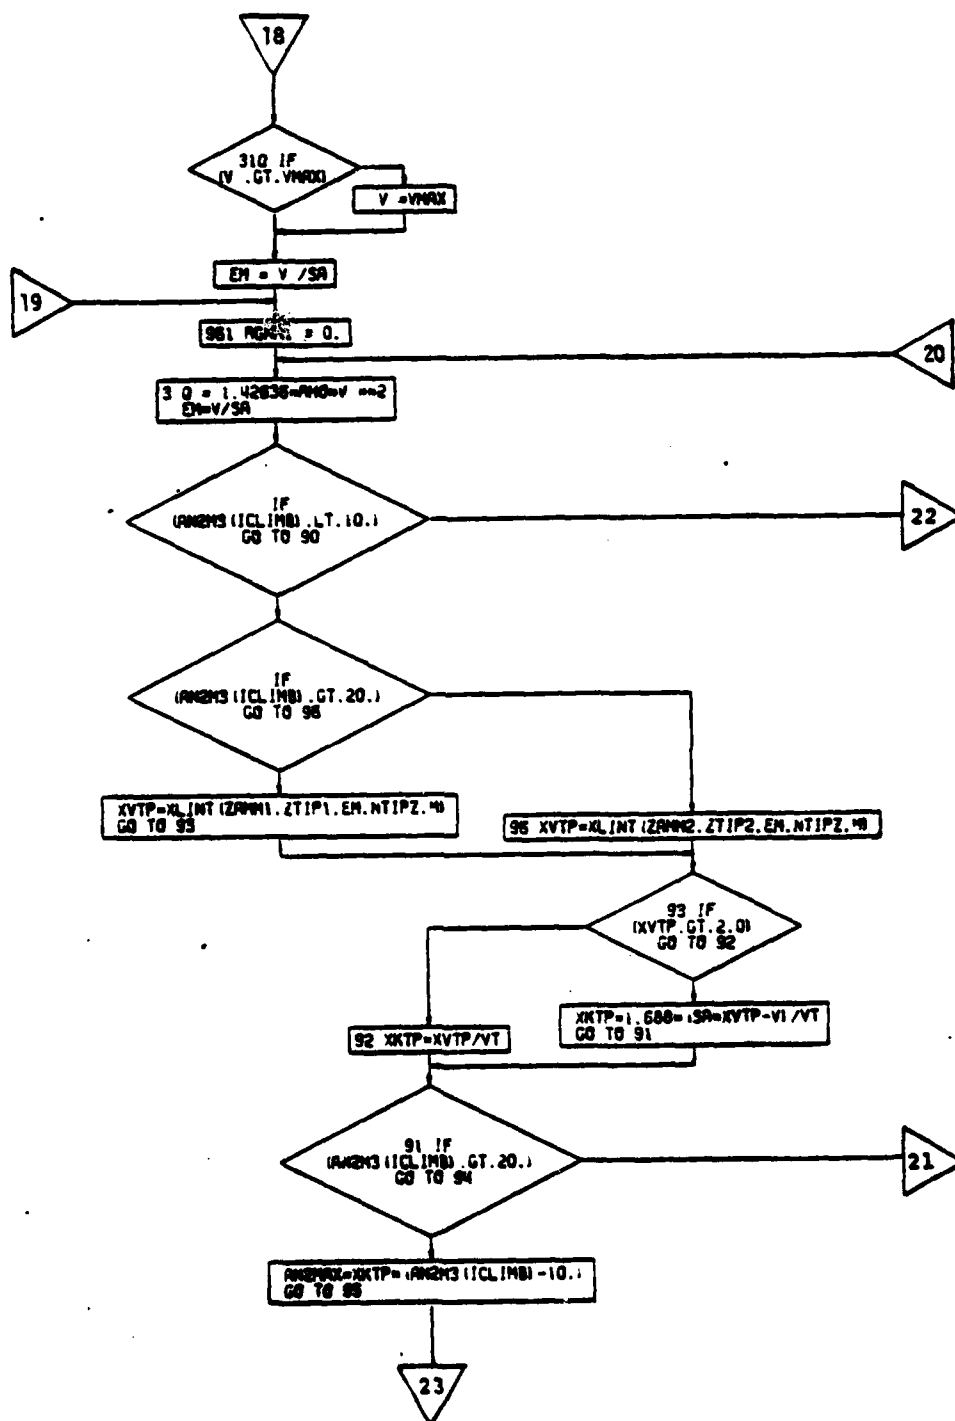 18
310 IF
(V .GT.VMAX)
V =VMAX
EM = V /SA
19
961 = 0.
20
3 Q = 1.42636*RHO*V **2
EM=V/SA
IF
(AN2M3(ICLIMB).LT.10.)
GO TO 90
22
IF
(AN2M3(ICLIMB).GT.20.)
GO TO 96
XVTP=XLINT(ZAMM1.ZTIP1.EM.NTIPZ.M)
GO TO 93
96 XVTP=XLINT(ZAMM2.ZTIP2.EM.NTIPZ.M)
93 IF
(XVTP.GT.2.0)
GO TO 92
XKTP=1.688*(SA*XVTP-V)/VT
GO TO 91
92 XKTP=XVTP/VT
91 IF
(AN2M3(ICLIMB).GT.20.)
GO TO 94
21
AN2MAX=XKTP*(AN2M3(ICLIMB)-10.)
GO TO 95
23